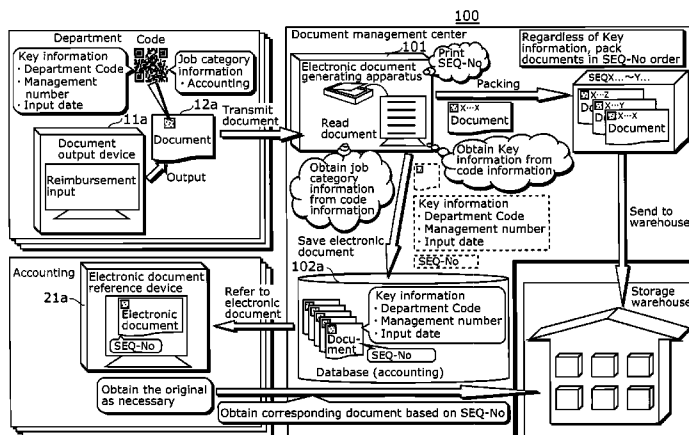 100
Department
Code
Key information
・Department Code
・Management
number
・Input date
Job category
information
・Accounting
12a
Document
11a
Document
output device
Reimbursement
input
Output
Transmit
document
Document management center
101
Print
SEQ-No
Electronic document
generating apparatus
Read
document
Packing
X…X
Document
Regardless of Key
information, pack
documents in SEQ-No order
SEQX…~Y…
X…Z
Do
X…Y
Do
X…X
Document
Obtain job
category
information
from code
information
Obtain Key
information from
code information
Key information
・Department Code
・Management number
・Input date
SEQ-No
Save electronic
document
Send to
warehouse
102a
Key information
・Department Code
・Management number
・Input date
Docu-
ment
SEQ-No
Database (accounting)
Accounting
21a
Electronic document
reference device
Electronic
document
SEQ-No
Refer to
electronic
document
Storage
warehouse
Obtain the original
as necessary
Obtain corresponding document based on SEQ-No